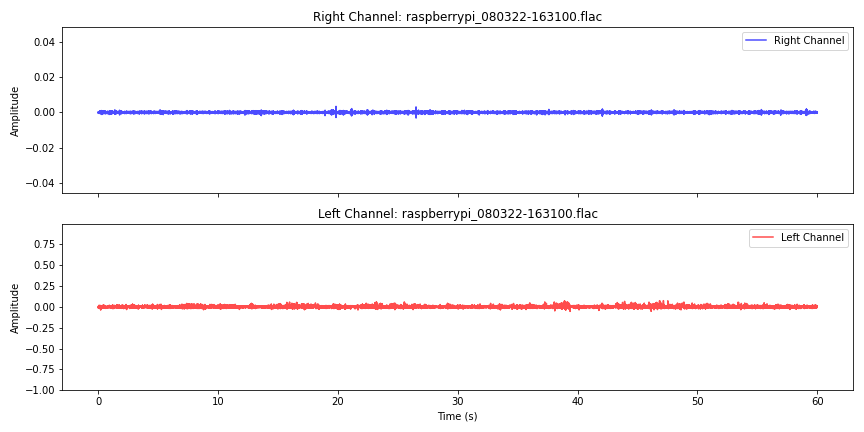 Right Channel: raspberrypi_080322-163100.flac
Right Channel
0.04
0.02
0.00
−0.02
−0.04
Amplitude
Left Channel: raspberrypi_080322-163100.flac
Left Channel
0.75
0.50
0.25
0.00
−0.25
−0.50
−0.75
−1.00
Amplitude
0 10 20 30 40 50 60
Time (s)